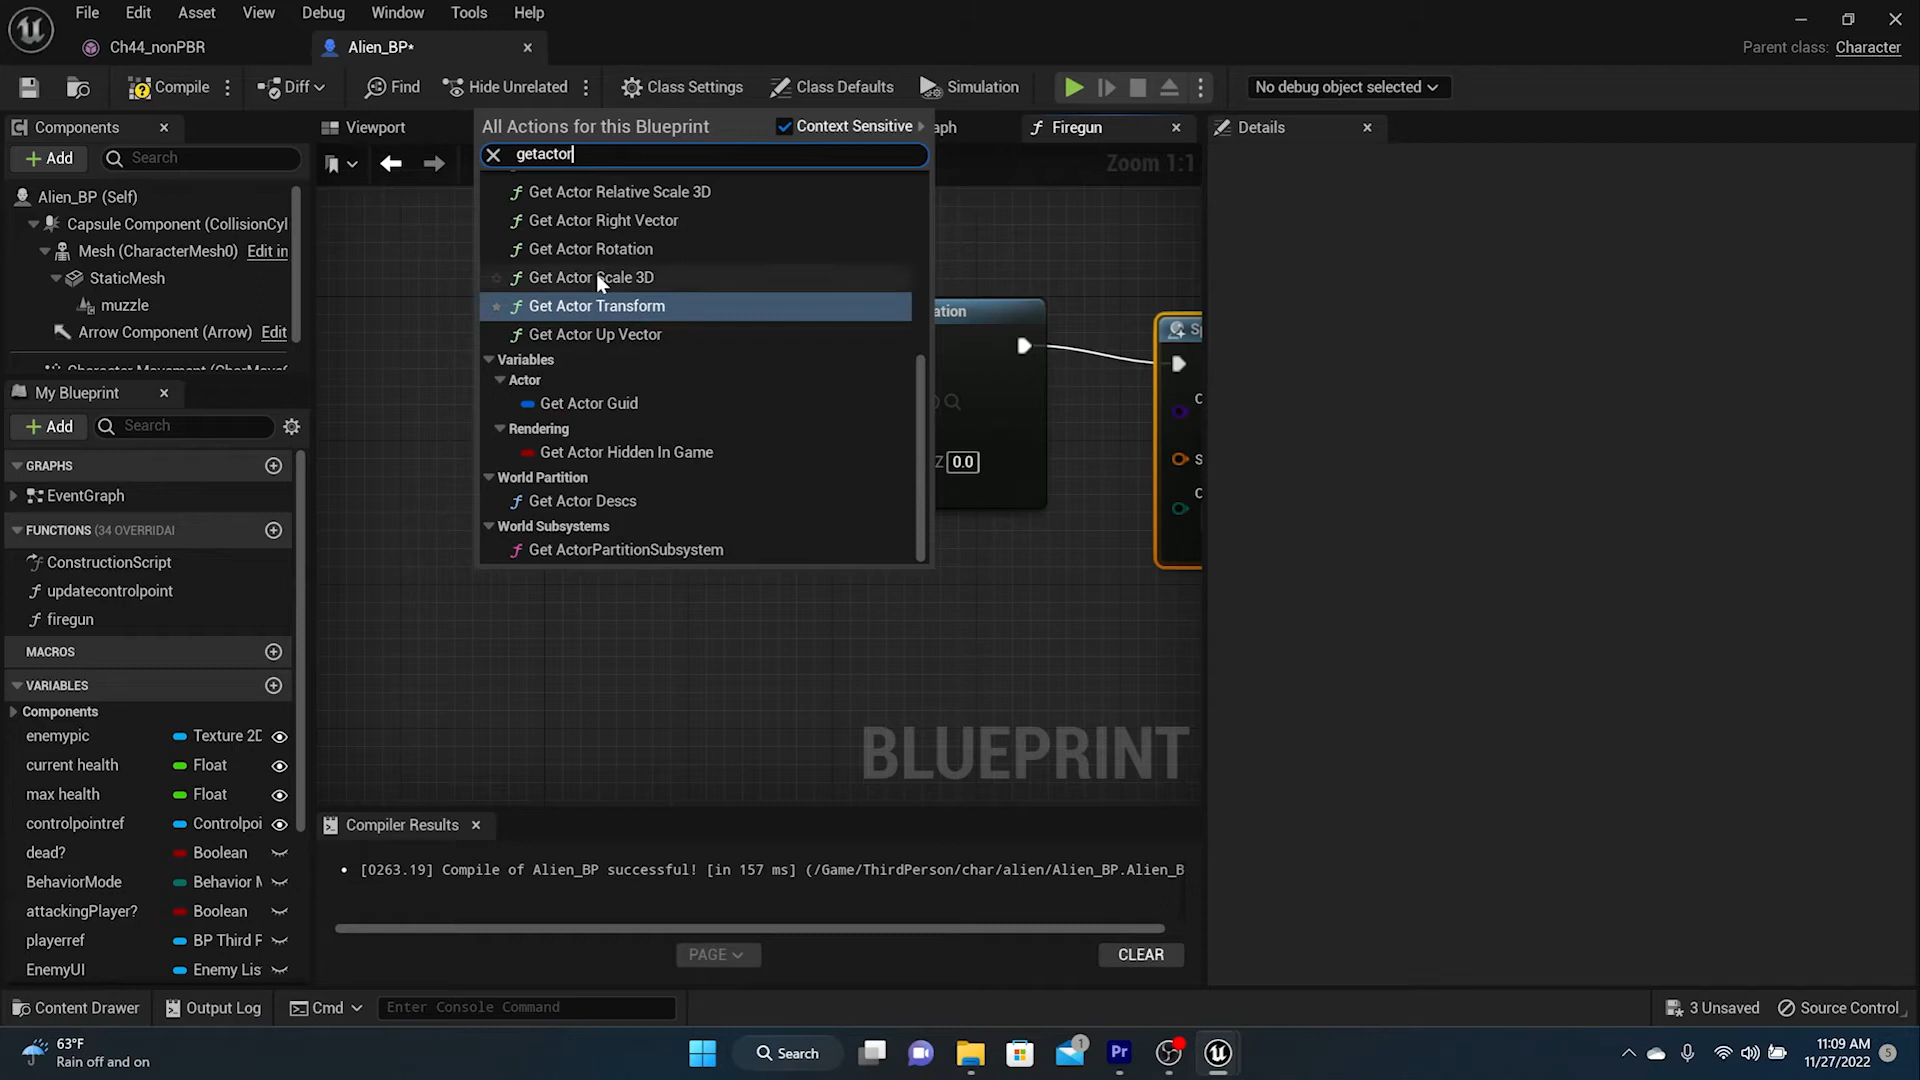 File Edit Asset View Debug Window Tools Help
Ch44_nonPBR
Alien_BP*
Parent class: Character
Compile
Diff
Find
Hide Unrelated
Class Settings
Class Defaults
Simulation
No debug object selected
Components
Viewport
All Actions for this Blueprint
Context Sensitive
aph
Firegun
Details
Add
Search
getactor
Zoom 1:1
Alien_BP (Self)
Capsule Component (CollisionCyl
Mesh (CharacterMesh0) Edit in
StaticMesh
muzzle
Arrow Component (Arrow) Edit
Get Actor Relative Scale 3D
Get Actor Right Vector
Get Actor Rotation
Get Actor Scale 3D
Get Actor Transform
Get Actor Up Vector
Variables
Actor
Get Actor Guid
Rendering
Get Actor Hidden In Game
World Partition
Get Actor Descs
World Subsystems
Get ActorPartitionSubsystem
ation
Z 0.0
Sp
C
S
C
My Blueprint
Add
Search
GRAPHS
EventGraph
FUNCTIONS (34 OVERRIDAI
ConstructionScript
updatecontrolpoint
firegun
MACROS
VARIABLES
Components
enemypic Texture 2D
current health Float
max health Float
controlpointref Controlpoi
dead? Boolean
BehaviorMode Behavior M
attackingPlayer? Boolean
playerref BP Third P
EnemyUI Enemy Lis
BLUEPRINT
Compiler Results
[0263.19] Compile of Alien_BP successful! [in 157 ms] (/Game/ThirdPerson/char/alien/Alien_BP.Alien_B
PAGE
CLEAR
Content Drawer
Output Log
Cmd
Enter Console Command
3 Unsaved
Source Control
63°F
Rain off and on
Search
1
Pr
11:09 AM
11/27/2022
5